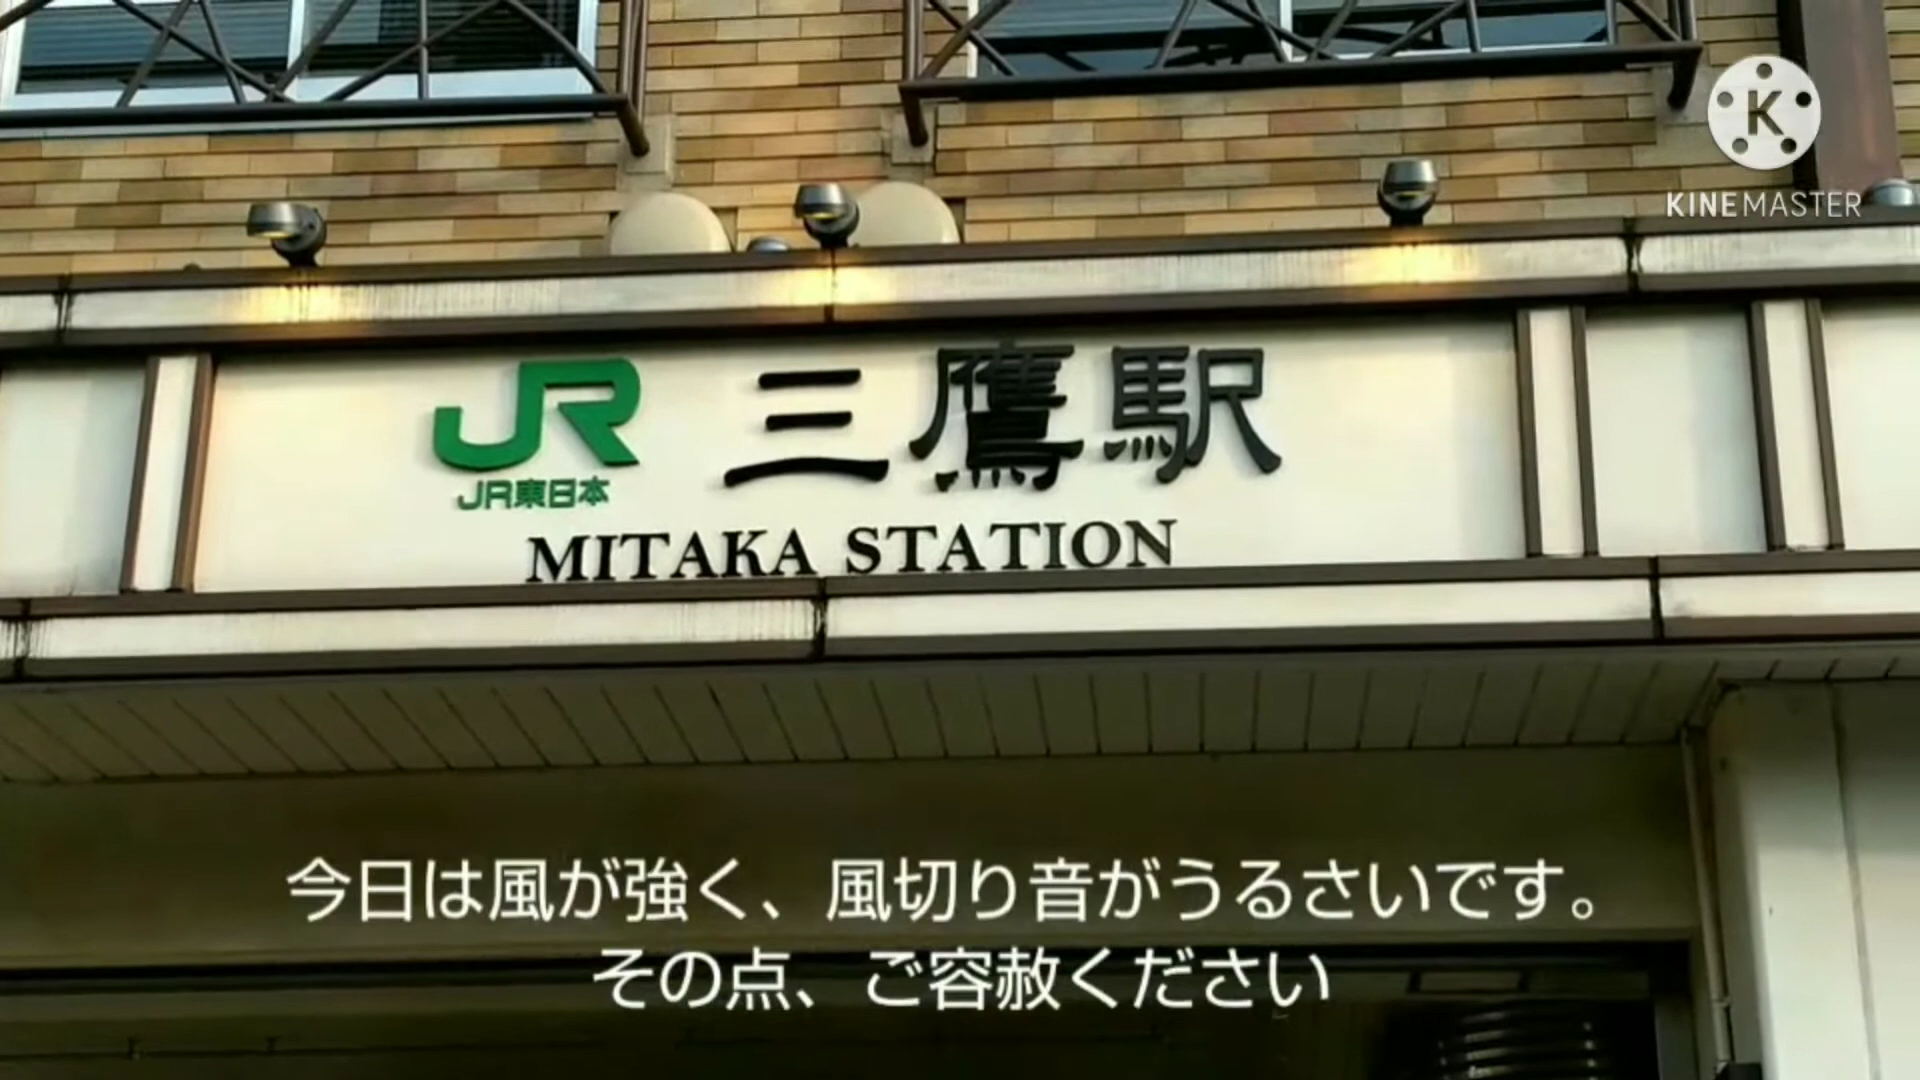 K
KINEMASTER
JR 三鷹駅
JR東日本
MITAKA STATION
今日は風が強く、風切り音がうるさいです。
その点、ご容赦ください